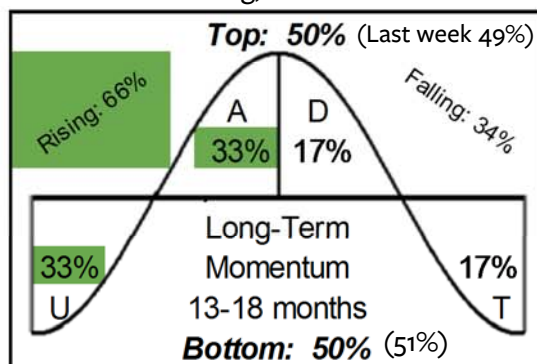 Top: 50% (Last week 49%)
Rising: 66%
Falling: 34%
A D
33% 17%
Long-Term
33% Momentum 17%
U 13-18 months T
Bottom: 50% (51%)